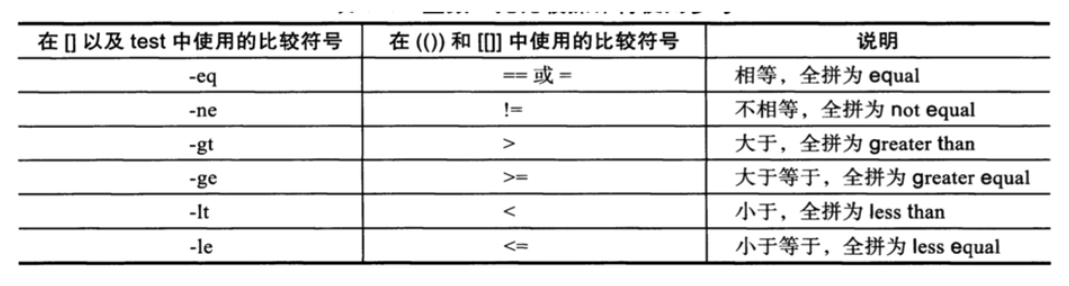 在 [] 以及 test 中使用的比较符号 在 (()) 和 [[]] 中使用的比较符号 说明
-eq == 或 = 相等，全拼为 equal
-ne != 不相等，全拼为 not equal
-gt > 大于，全拼为 greater than
-ge >= 大于等于，全拼为 greater equal
-lt < 小于，全拼为 less than
-le <= 小于等于，全拼为 less equal